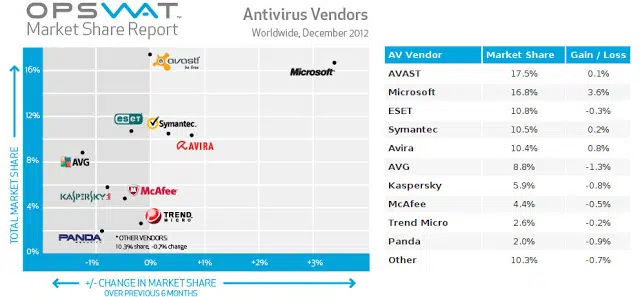 OPSWAT™
Market Share Report
Antivirus Vendors
Worldwide, December 2012
TOTAL MARKET SHARE
16%
12%
8%
4%
0%
avast!
be free
Microsoft
eset
Symantec.
AVIRA
AVG
KASPERSKY
McAfee
TREND
MICRO
PANDA
* OTHER VENDORS:
10.3% share, -0.7% change
-1% 0% +1% +2% +3%
+/- CHANGE IN MARKET SHARE
OVER PREVIOUS 6 MONTHS
AV Vendor Market Share Gain / Loss
AVAST 17.5% 0.1%
Microsoft 16.8% 3.6%
ESET 10.8% -0.3%
Symantec 10.5% 0.2%
Avira 10.4% 0.8%
AVG 8.8% -1.3%
Kaspersky 5.9% -0.8%
McAfee 4.4% -0.5%
Trend Micro 2.6% -0.2%
Panda 2.0% -0.9%
Other 10.3% -0.7%